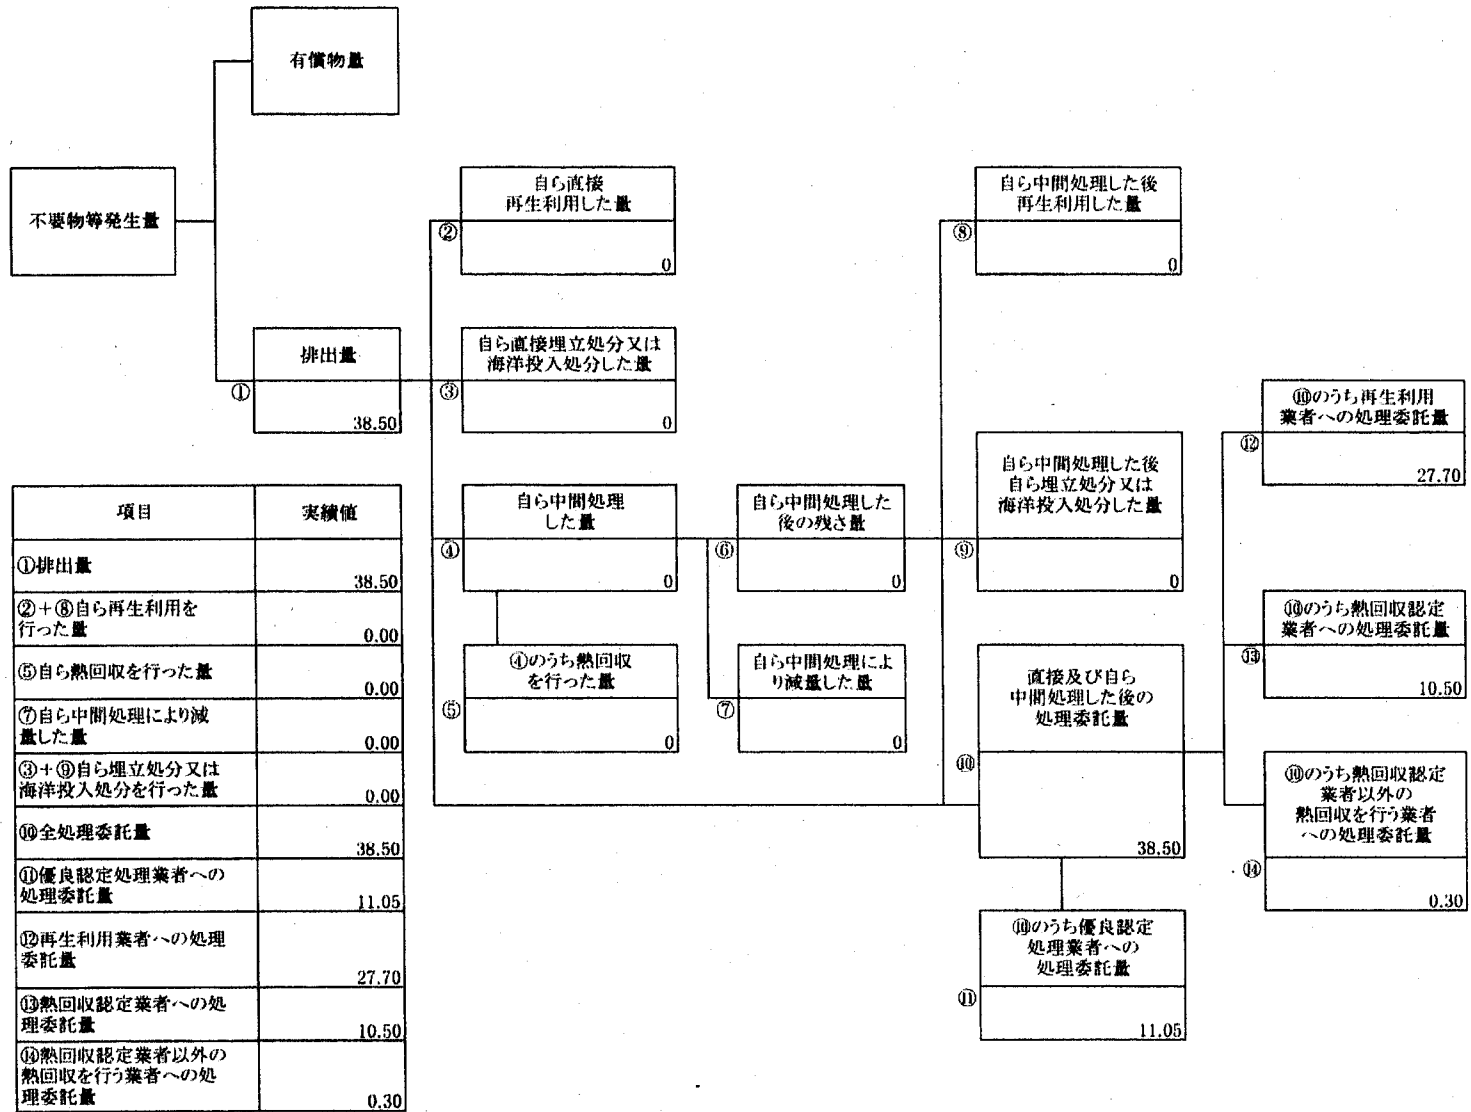 有償物量
不要物等発生量
自ら直接
再生利用した量
②
0
自ら中間処理した後
再生利用した量
⑧
0
排出量
①
38.50
自ら直接埋立処分又は
海洋投入処分した量
③
0
⑩のうち再生利用
業者への処理委託量
⑫
27.70
自ら中間処理
した量
④
0
自ら中間処理した
後の残さ量
⑥
0
自ら中間処理した後
自ら埋立処分又は
海洋投入処分した量
⑨
0
⑩のうち熱回収認定
業者への処理委託量
⑬
10.50
④のうち熱回収
を行った量
⑤
0
自ら中間処理によ
り減量した量
⑦
0
直接及び自ら
中間処理した後の
処理委託量
⑩
38.50
⑩のうち熱回収認定
業者以外の
熱回収を行う業者
への処理委託量
⑭
0.30
⑩のうち優良認定
処理業者への
処理委託量
⑪
11.05
項目 実績値
①排出量
38.50
②+⑧自ら再生利用を
行った量
0.00
⑤自ら熱回収を行った量
0.00
⑦自ら中間処理により減
量した量
0.00
③+⑨自ら埋立処分又は
海洋投入処分を行った量
0.00
⑩全処理委託量
38.50
⑪優良認定処理業者への
処理委託量
11.05
⑫再生利用業者への処理
委託量
27.70
⑬熱回収認定業者への処
理委託量
10.50
⑭熱回収認定業者以外の
熱回収を行う業者への処
理委託量
0.30